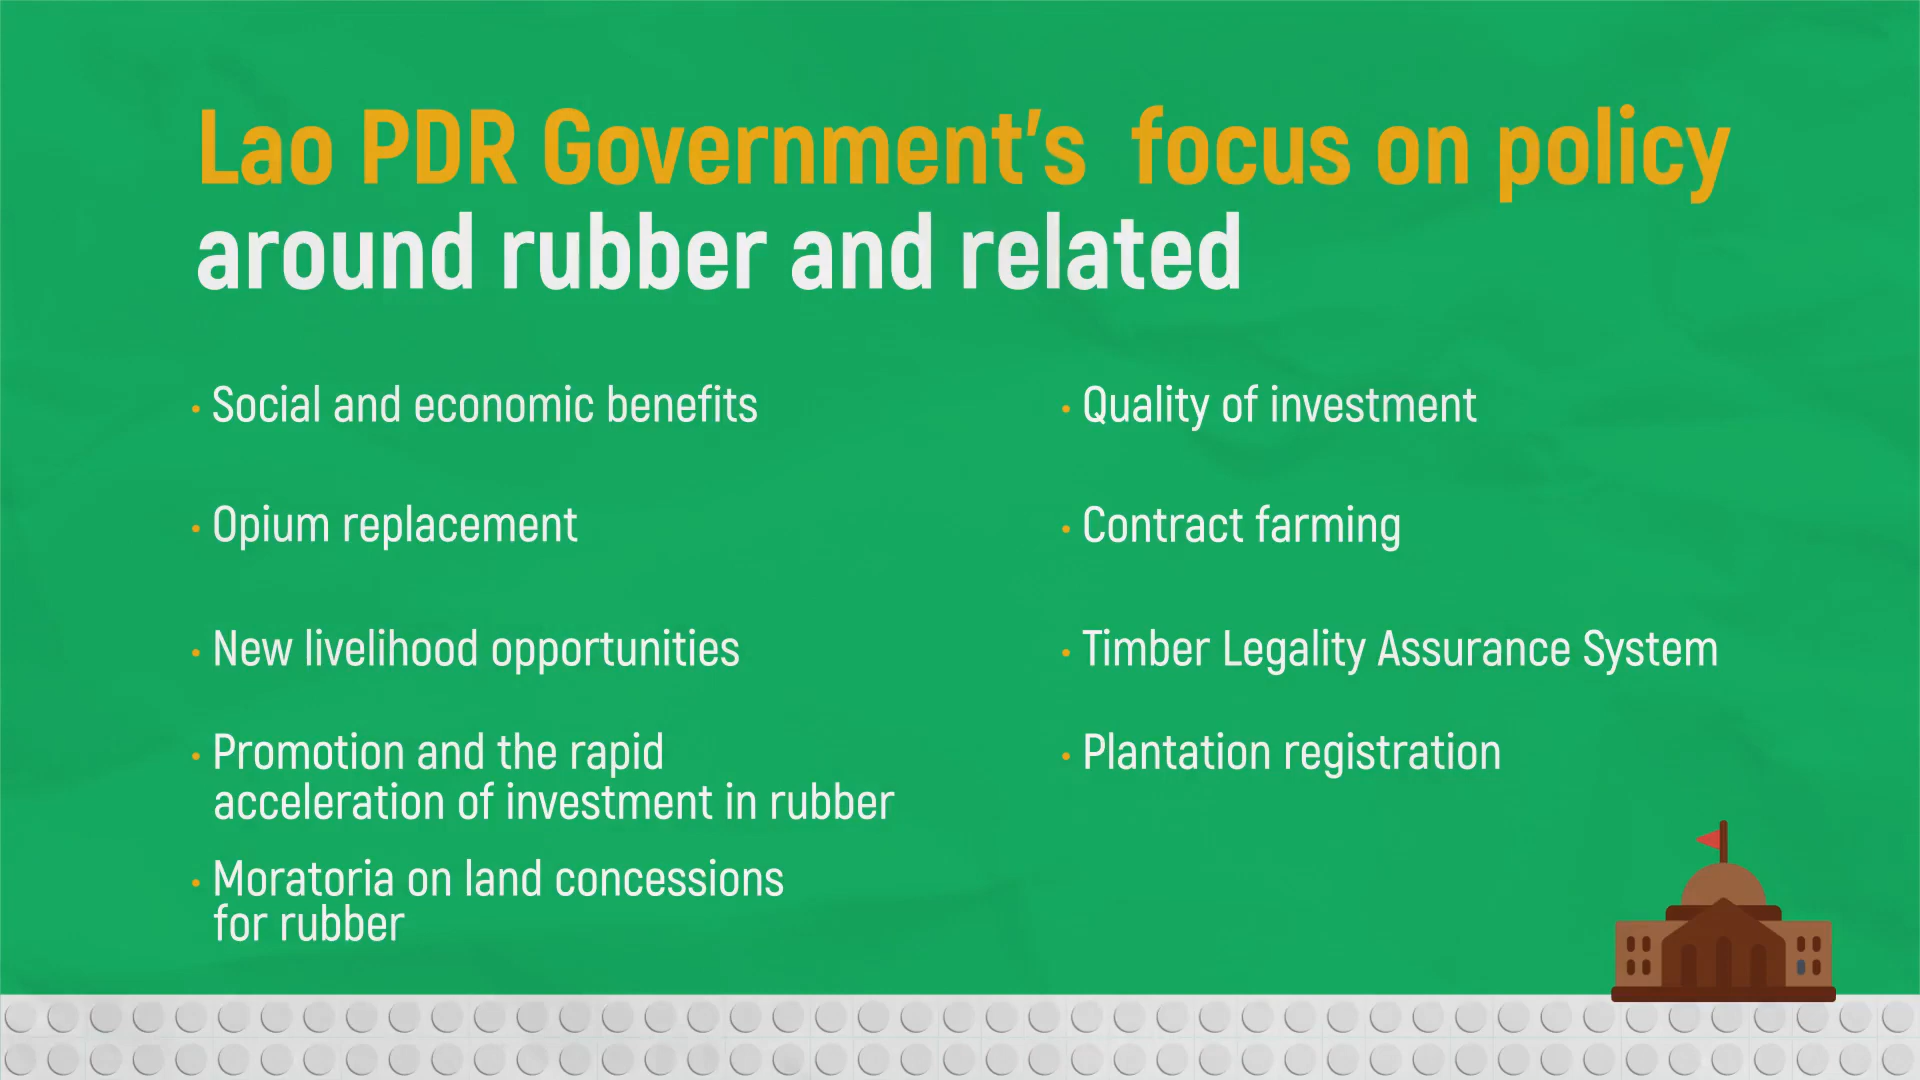 Lao PDR Government's focus on policy
around rubber and related
• Social and economic benefits
• Opium replacement
• New livelihood opportunities
• Promotion and the rapid
acceleration of investment in rubber
• Moratoria on land concessions
for rubber
• Quality of investment
• Contract farming
• Timber Legality Assurance System
• Plantation registration